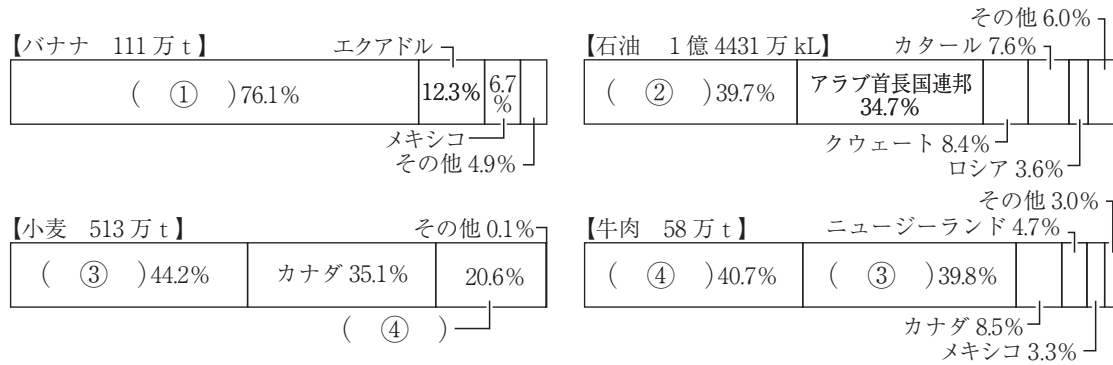 【バナナ　111万t】
エクアドル
(　①　)76.1%
12.3%
6.7%
メキシコ
その他 4.9%
【石油　1億4431万kL】
その他 6.0%
カタール 7.6%
(　②　)39.7%
アラブ首長国連邦
34.7%
クウェート 8.4%
ロシア 3.6%
【小麦　513万t】
その他 0.1%
(　③　)44.2%
カナダ 35.1%
20.6%
(　④　)
【牛肉　58万t】
その他 3.0%
ニュージーランド 4.7%
(　④　)40.7%
(　③　)39.8%
カナダ 8.5%
メキシコ 3.3%